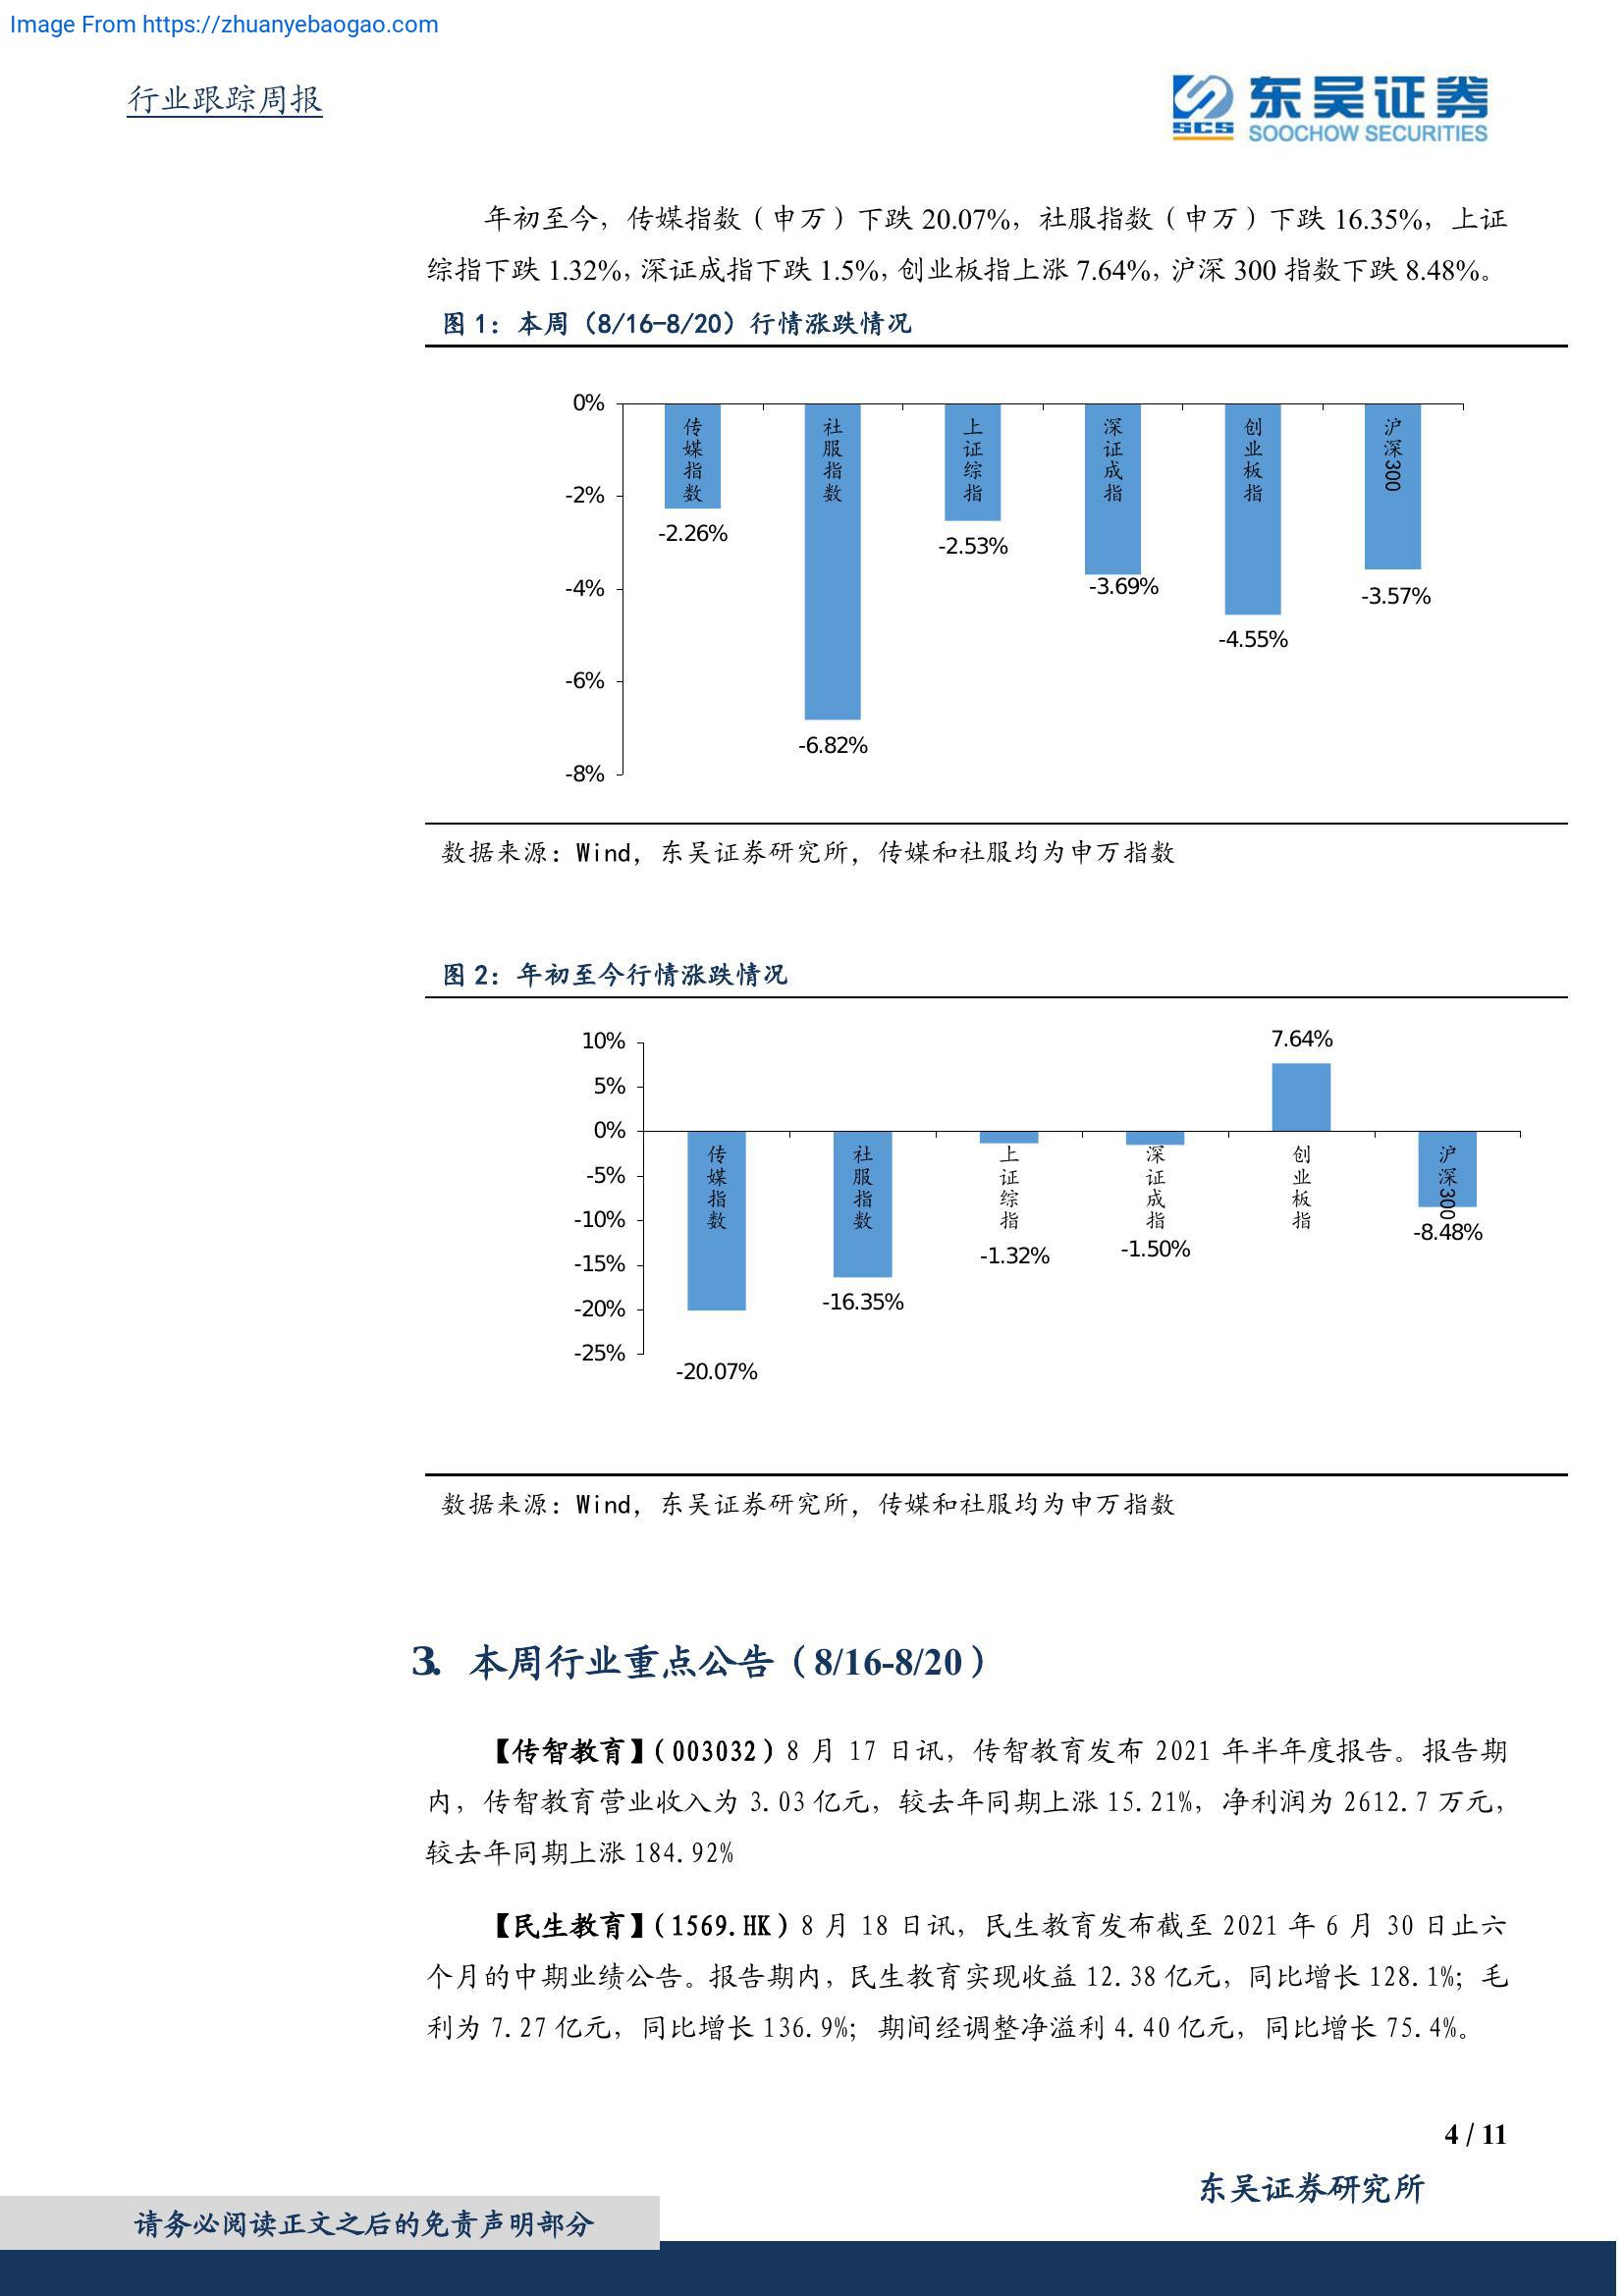 Image From https://zhuanyebaogao.com
行业跟踪周报
SCS
东吴证券
SOOCHOW SECURITIES
年初至今，传媒指数（申万）下跌 20.07%，社服指数（申万）下跌 16.35%，上证
综指下跌 1.32%，深证成指下跌 1.5%，创业板指上涨 7.64%，沪深 300 指数下跌 8.48%。
图 1：本周（8/16-8/20）行情涨跌情况
0%
-2%
-4%
-6%
-8%
传媒指数
社服指数
上证综指
深证成指
创业板指
沪深300
-2.26%
-6.82%
-2.53%
-3.69%
-4.55%
-3.57%
数据来源：Wind，东吴证券研究所，传媒和社服均为申万指数
图 2：年初至今行情涨跌情况
10%
5%
0%
-5%
-10%
-15%
-20%
-25%
传媒指数
社服指数
上证综指
深证成指
创业板指
沪深300
-20.07%
-16.35%
-1.32%
-1.50%
7.64%
-8.48%
数据来源：Wind，东吴证券研究所，传媒和社服均为申万指数
3. 本周行业重点公告（8/16-8/20）
【传智教育】（003032）8 月 17 日讯，传智教育发布 2021 年半年度报告。报告期
内，传智教育营业收入为 3.03 亿元，较去年同期上涨 15.21%，净利润为 2612.7 万元，
较去年同期上涨 184.92%
【民生教育】（1569.HK）8 月 18 日讯，民生教育发布截至 2021 年 6 月 30 日止六
个月的中期业绩公告。报告期内，民生教育实现收益 12.38 亿元，同比增长 128.1%；毛
利为 7.27 亿元，同比增长 136.9%；期间经调整净溢利 4.40 亿元，同比增长 75.4%。
4 / 11
东吴证券研究所
请务必阅读正文之后的免责声明部分